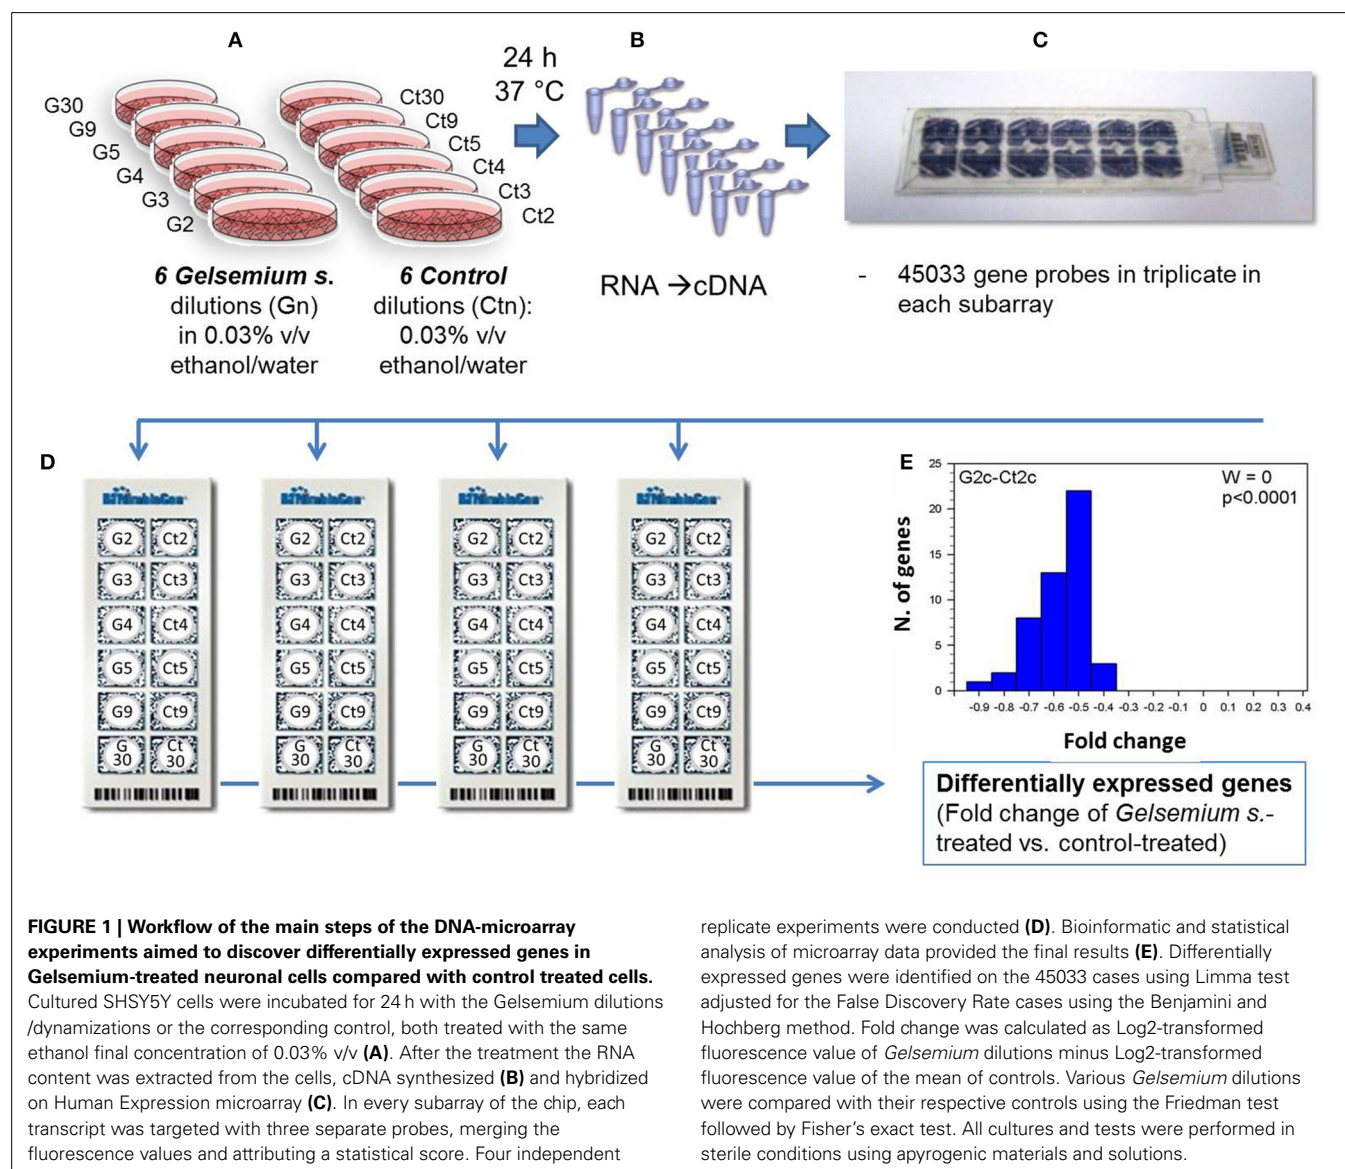 A
B
C
G30
G9
G5
G4
G3
G2
Ct30
Ct9
Ct5
Ct4
Ct3
Ct2
24 h
37 °C
6 Gelsemium s.
dilutions (Gn)
in 0.03% v/v
ethanol/water
6 Control
dilutions (Ctn):
0.03% v/v
ethanol/water
RNA →cDNA
- 45033 gene probes in triplicate in
each subarray
D
G2 Ct2
G3 Ct3
G4 Ct4
G5 Ct5
G9 Ct9
G Ct
30 30
G2 Ct2
G3 Ct3
G4 Ct4
G5 Ct5
G9 Ct9
G Ct
30 30
G2 Ct2
G3 Ct3
G4 Ct4
G5 Ct5
G9 Ct9
G Ct
30 30
G2 Ct2
G3 Ct3
G4 Ct4
G5 Ct5
G9 Ct9
G Ct
30 30
E
G2c-Ct2c
W = 0
p<0.0001
N. of genes
25
20
15
10
5
0
-0.9 -0.8 -0.7 -0.6 -0.5 -0.4 -0.3 -0.2 -0.1 0 0.1 0.2 0.3 0.4
Fold change
Differentially expressed genes
(Fold change of Gelsemium s.-
treated vs. control-treated)
FIGURE 1 | Workflow of the main steps of the DNA-microarray
experiments aimed to discover differentially expressed genes in
Gelsemium-treated neuronal cells compared with control treated cells.
Cultured SHSY5Y cells were incubated for 24 h with the Gelsemium dilutions
/dynamizations or the corresponding control, both treated with the same
ethanol final concentration of 0.03% v/v (A). After the treatment the RNA
content was extracted from the cells, cDNA synthesized (B) and hybridized
on Human Expression microarray (C). In every subarray of the chip, each
transcript was targeted with three separate probes, merging the
fluorescence values and attributing a statistical score. Four independent
replicate experiments were conducted (D). Bioinformatic and statistical
analysis of microarray data provided the final results (E). Differentially
expressed genes were identified on the 45033 cases using Limma test
adjusted for the False Discovery Rate cases using the Benjamini and
Hochberg method. Fold change was calculated as Log2-transformed
fluorescence value of Gelsemium dilutions minus Log2-transformed
fluorescence value of the mean of controls. Various Gelsemium dilutions
were compared with their respective controls using the Friedman test
followed by Fisher's exact test. All cultures and tests were performed in
sterile conditions using apyrogenic materials and solutions.